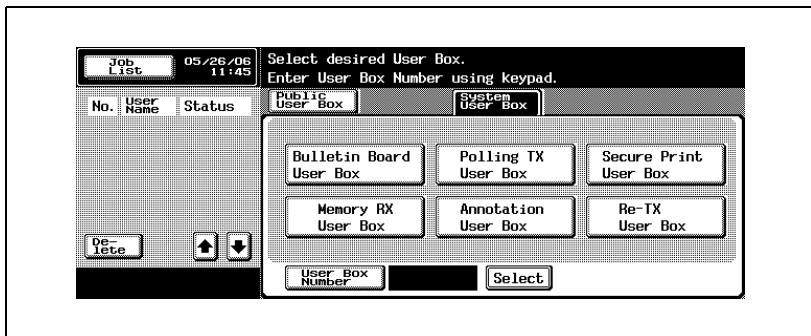 Job
List
05/26/06
11:45
Select desired User Box.
Enter User Box Number using keypad.
No. User
Name Status
Public
User Box
System
User Box
Bulletin Board
User Box
Polling TX
User Box
Secure Print
User Box
Memory RX
User Box
Annotation
User Box
Re-TX
User Box
De-
lete
User Box
Number
Select